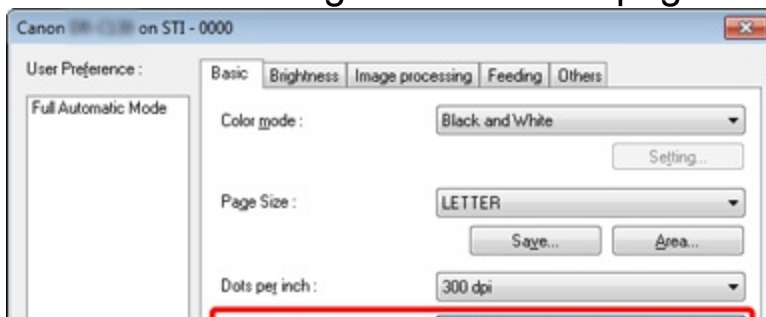 Canon on STI - 0000
User Preference :
Full Automatic Mode
Basic Brightness Image processing Feeding Others
Color mode :
Black and White
Setting...
Page Size :
LETTER
Save... Area...
Dots per inch :
300 dpi